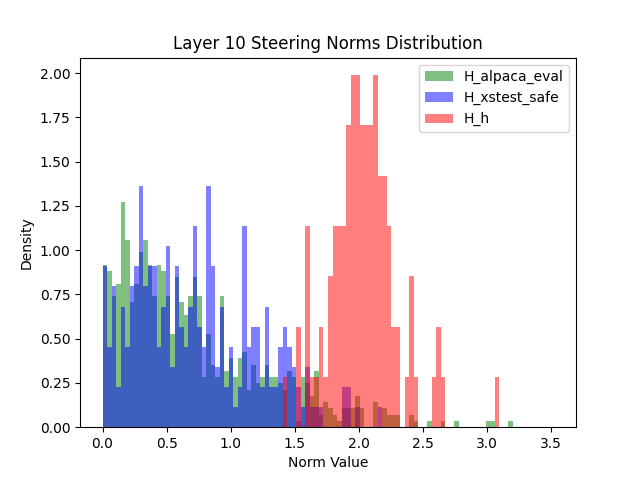 Layer 10 Steering Norms Distribution
H_alpaca_eval
H_xstest_safe
H_h
2.00
1.75
1.50
1.25
1.00
0.75
0.50
0.25
0.00
Density
0.0 0.5 1.0 1.5 2.0 2.5 3.0 3.5
Norm Value